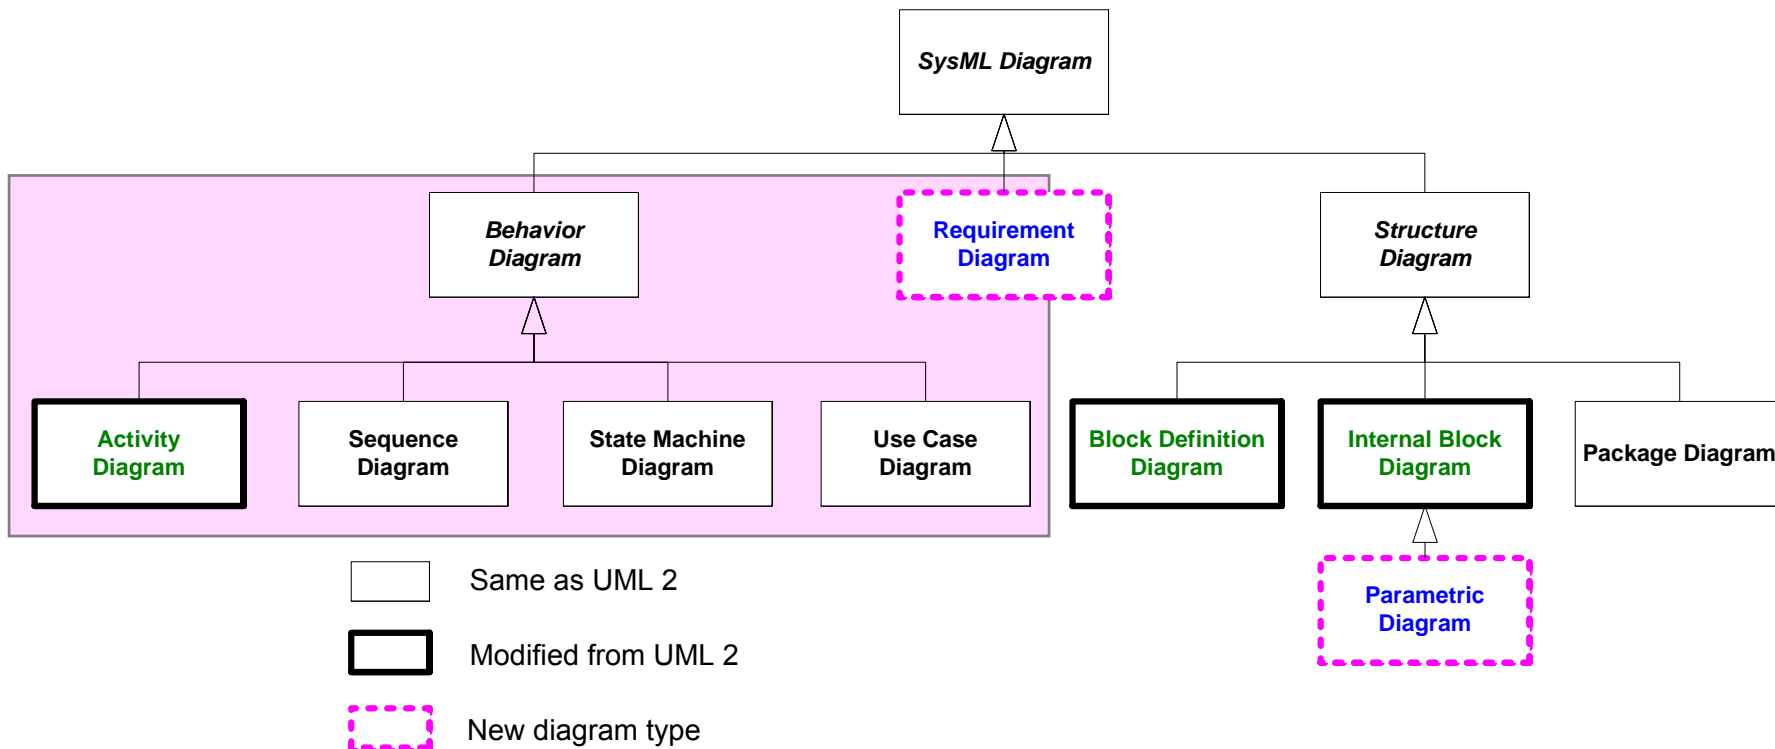 SysML Diagram
Behavior
Diagram
Requirement
Diagram
Structure
Diagram
Activity
Diagram
Sequence
Diagram
State Machine
Diagram
Use Case
Diagram
Block Definition
Diagram
Internal Block
Diagram
Package Diagram
Parametric
Diagram
Same as UML 2
Modified from UML 2
New diagram type